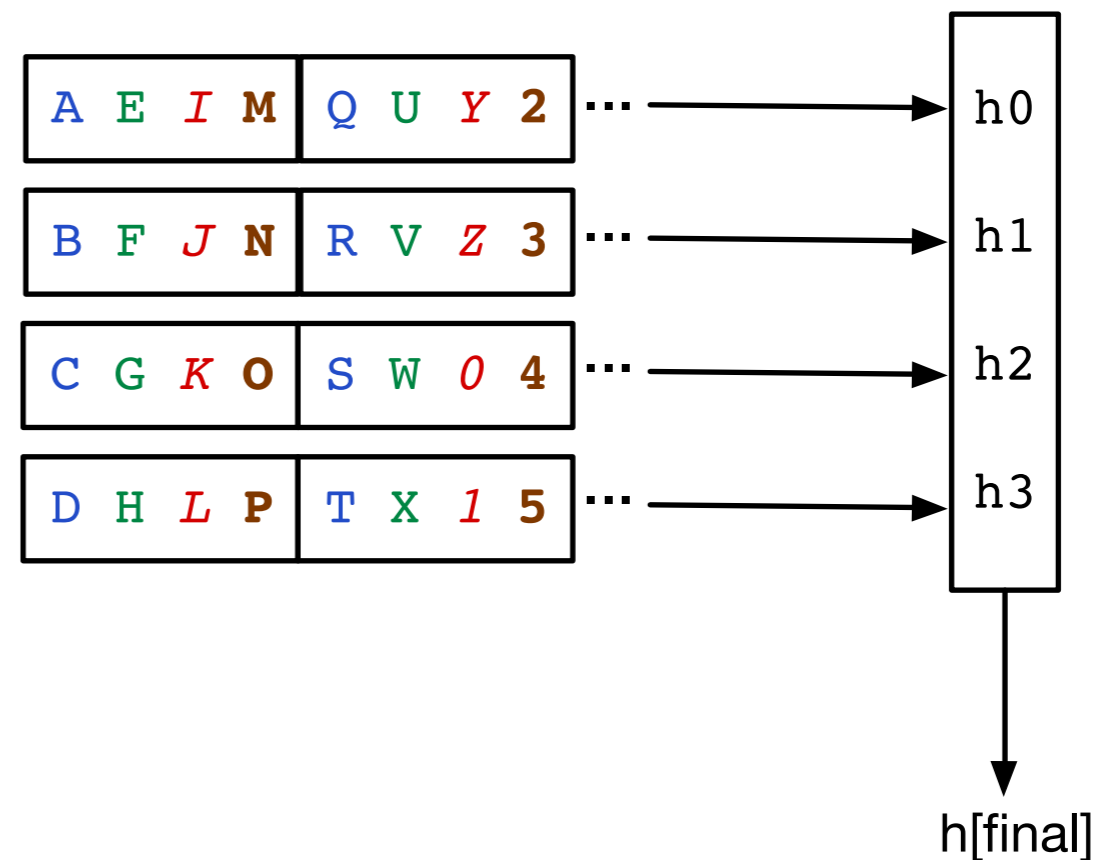 A E I M Q U Y 2 ... h0
B F J N R V Z 3 ... h1
C G K O S W 0 4 ... h2
D H L P T X 1 5 ... h3
h[final]